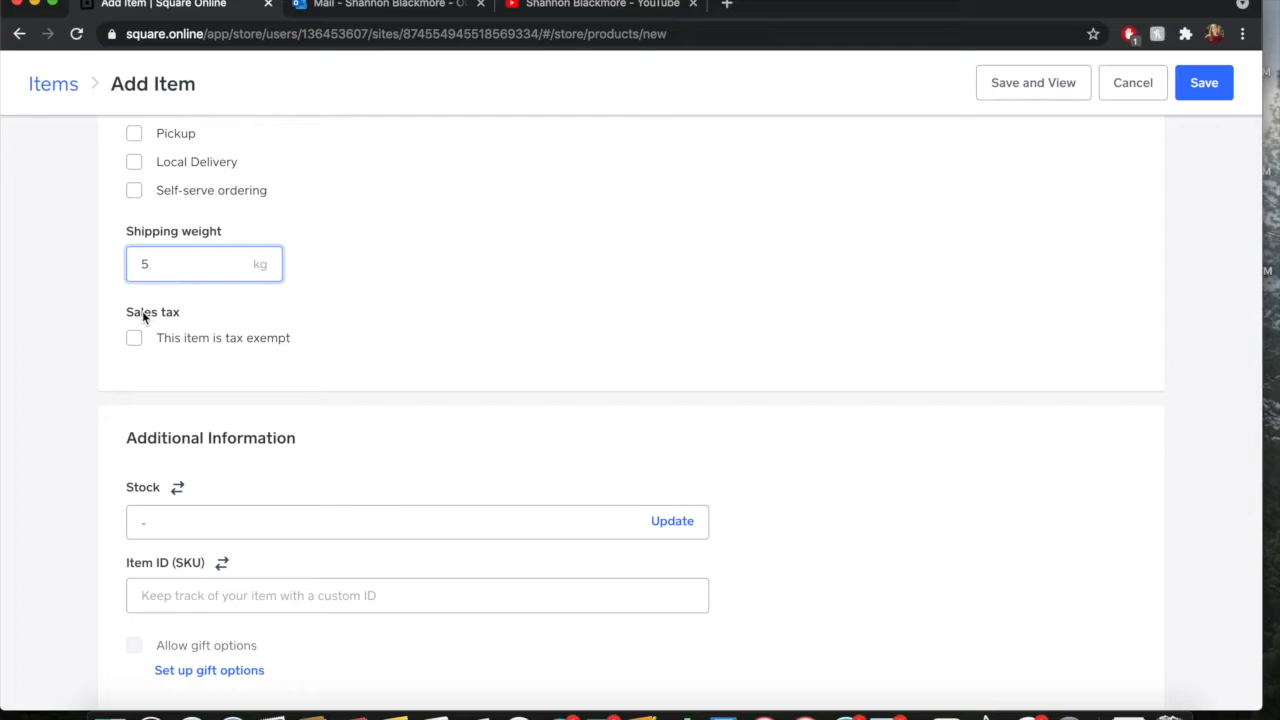 Add Item | Square Online
Mail - Shannon Blackmore - O
Shannon Blackmore - YouTube
square.online/app/store/users/136453607/sites/874554945518569334/#/store/products/new
1
Items > Add Item
Save and View
Cancel
Save
Pickup
Local Delivery
Self-serve ordering
Shipping weight
5 kg
Sales tax
This item is tax exempt
Additional Information
Stock
- Update
Item ID (SKU)
Keep track of your item with a custom ID
Allow gift options
Set up gift options